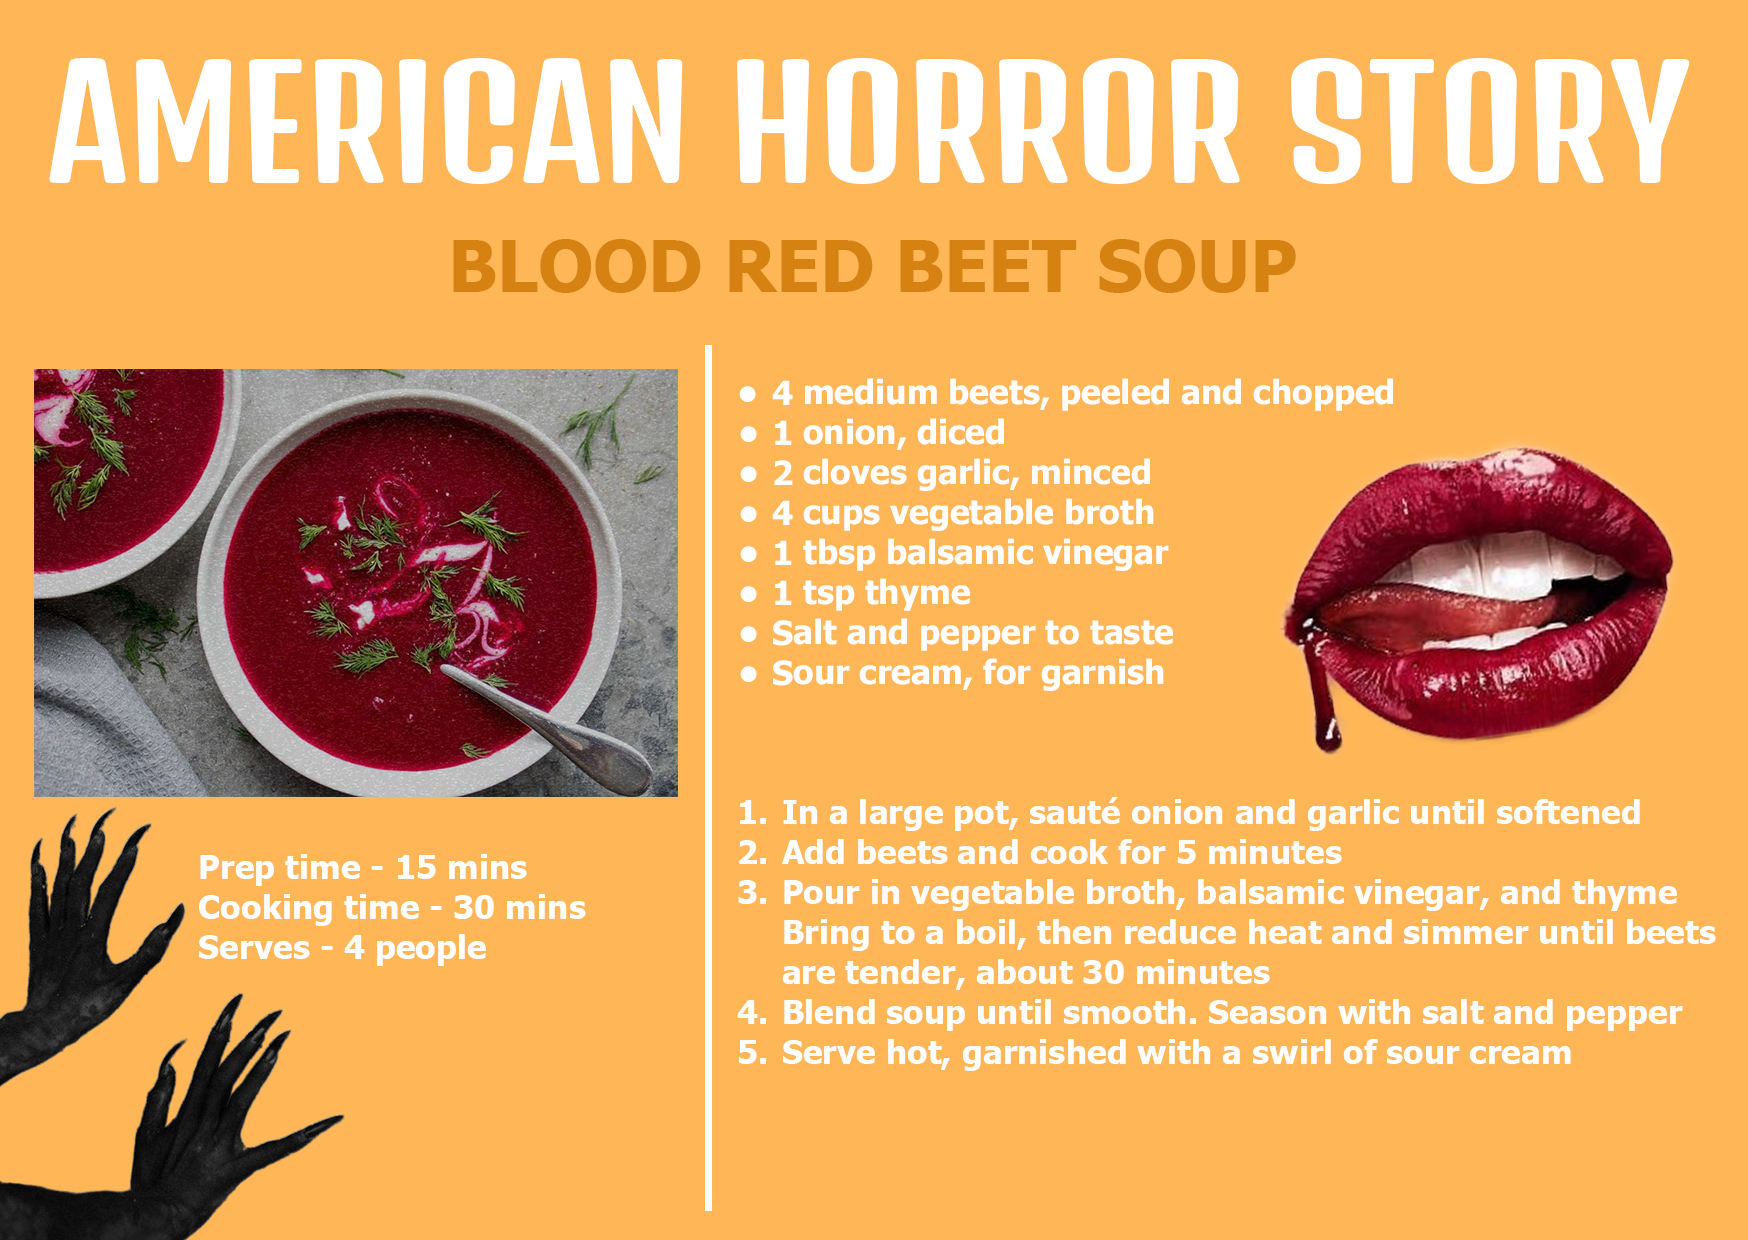 AMERICAN HORROR STORY
BLOOD RED BEET SOUP
● 4 medium beets, peeled and chopped
● 1 onion, diced
● 2 cloves garlic, minced
● 4 cups vegetable broth
● 1 tbsp balsamic vinegar
● 1 tsp thyme
● Salt and pepper to taste
● Sour cream, for garnish
Prep time - 15 mins
Cooking time - 30 mins
Serves - 4 people
1. In a large pot, sauté onion and garlic until softened
2. Add beets and cook for 5 minutes
3. Pour in vegetable broth, balsamic vinegar, and thyme
Bring to a boil, then reduce heat and simmer until beets
are tender, about 30 minutes
4. Blend soup until smooth. Season with salt and pepper
5. Serve hot, garnished with a swirl of sour cream